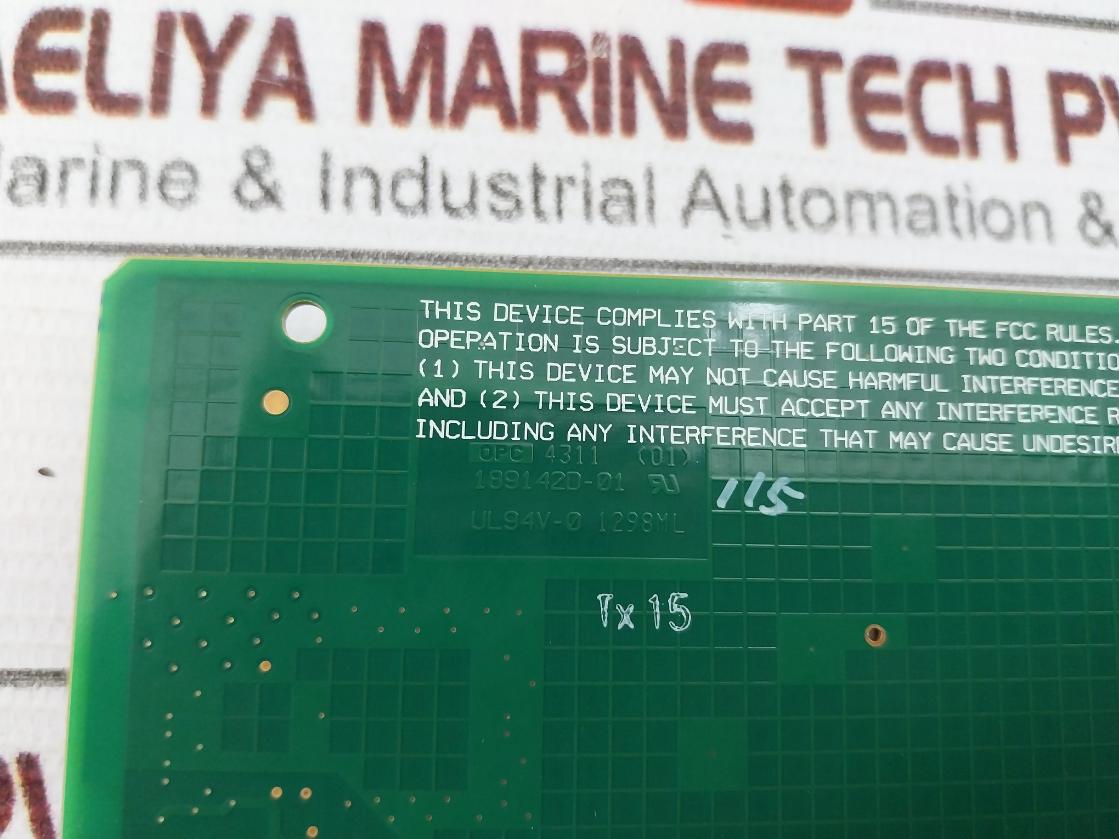 AELIYA MARINE TECH PV
Marine & Industrial Automation &
THIS DEVICE COMPLIES WITH PART 15 OF THE FCC RULES.
OPERATION IS SUBJECT TO THE FOLLOWING TWO CONDITIO
(1) THIS DEVICE MAY NOT CAUSE HARMFUL INTERFERENCE
AND (2) THIS DEVICE MUST ACCEPT ANY INTERFERENCE R
INCLUDING ANY INTERFERENCE THAT MAY CAUSE UNDESIR
OPC 4311 (01)
189142D-01
UL94V-0 1298ML
115
Tx15